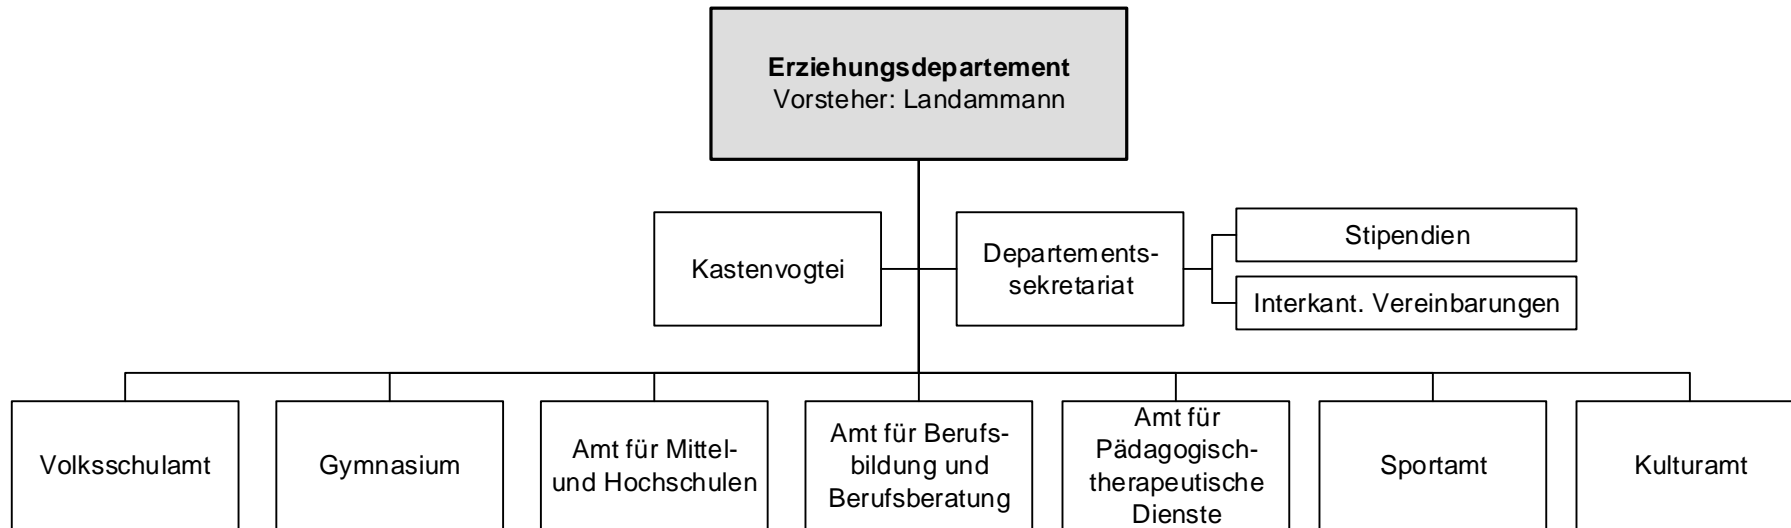 Erziehungsdepartement
Vorsteher: Landammann
Kastenvogtei
Departements-
sekretariat
Stipendien
Interkant. Vereinbarungen
Volksschulamt
Gymnasium
Amt für Mittel-
und Hochschulen
Amt für Berufs-
bildung und
Berufsberatung
Amt für
Pädagogisch-
therapeutische
Dienste
Sportamt
Kulturamt